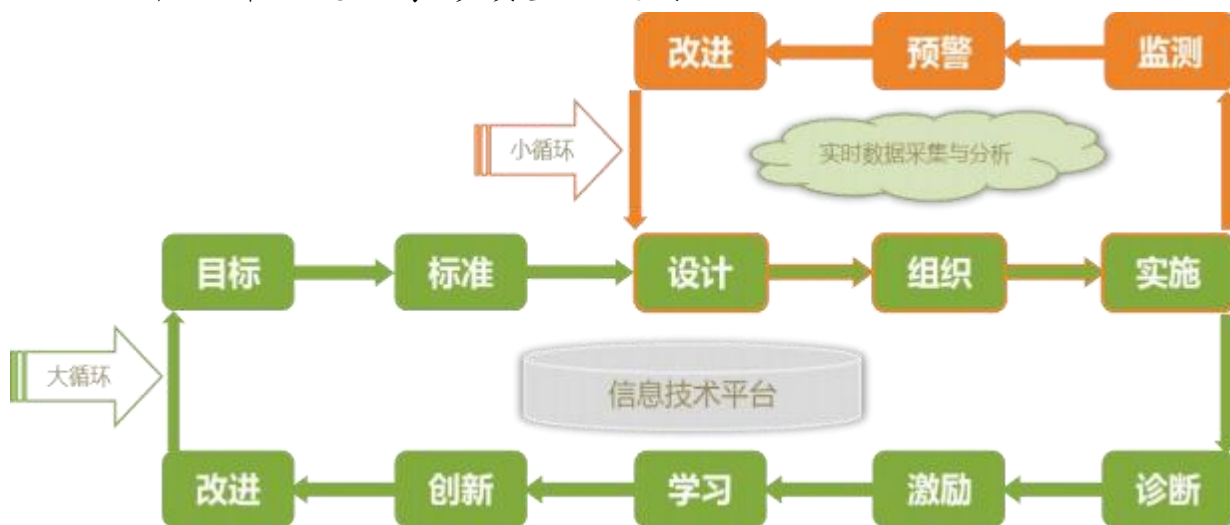 改进 预警 监测
小循环 实时数据采集与分析
目标 标准 设计 组织 实施
大循环 信息技术平台
改进 创新 学习 激励 诊断